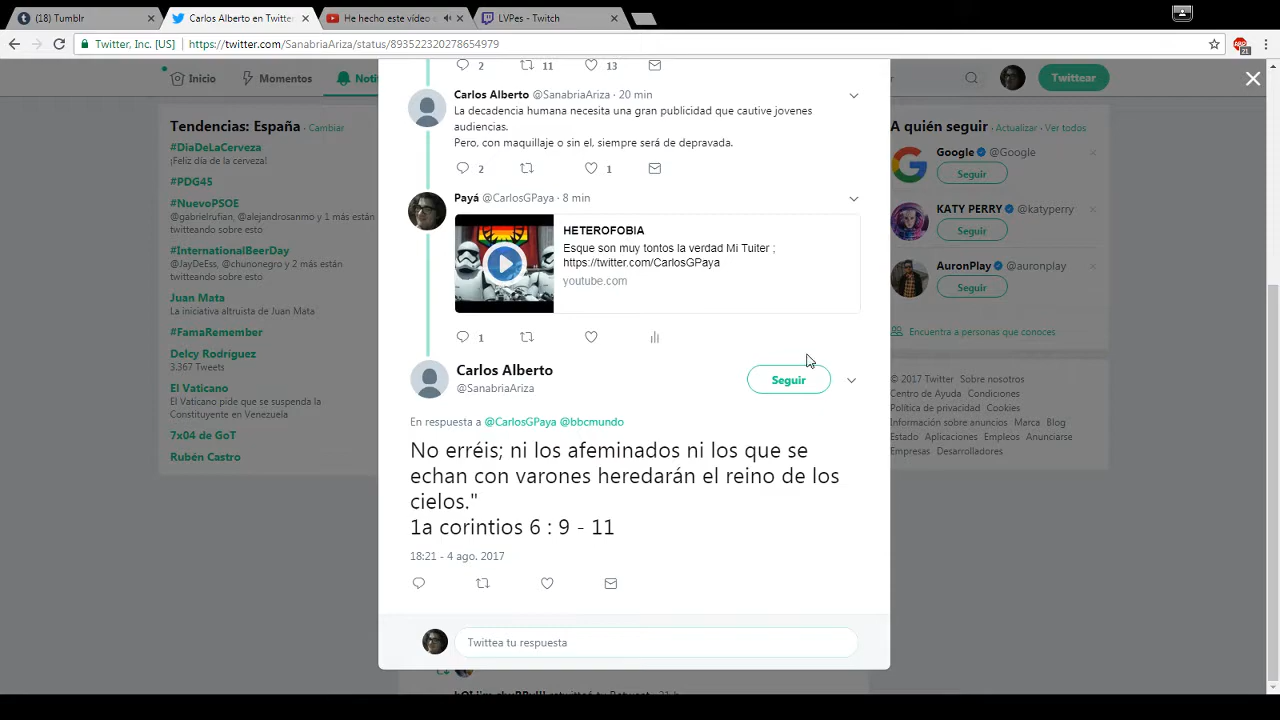 (18) Tumblr
Carlos Alberto en Twitte
He hecho este vídeo
LVPes - Twitch
Twitter, Inc. [US]
https://twitter.com/SanabriaAriza/status/893522320278654979
21
Inicio
Momentos
Noti
Twittear
2
11
13
Carlos Alberto @SanabriaAriza · 20 min
La decadencia humana necesita una gran publicidad que cautive jovenes
audiencias.
Pero, con maquillaje o sin el, siempre será de depravada.
2
1
Payá @CarlosGPaya · 8 min
HETEROFOBIA
Esque son muy tontos la verdad Mi Tuiter ;
https://twitter.com/CarlosGPaya
youtube.com
1
Carlos Alberto
@SanabriaAriza
Seguir
En respuesta a @CarlosGPaya @bbcmundo
No erréis; ni los afeminados ni los que se
echan con varones heredarán el reino de los
cielos."
1a corintios 6 : 9 - 11
18:21 - 4 ago. 2017
Twittea tu respuesta
Tendencias: España · Cambiar
#DiaDeLaCerveza
¡Feliz día de la cerveza!
#PDG45
#NuevoPSOE
@gabrielrufian, @alejandrosanmo y 1 más están
twitteando sobre esto
#InternationalBeerDay
@JayDeEss, @chunonegro y 2 más están
twitteando sobre esto
Juan Mata
La iniciativa altruista de Juan Mata
#FamaRemember
Delcy Rodríguez
3.367 Tweets
El Vaticano
El Vaticano pide que se suspenda la
Constituyente en Venezuela
7x04 de GoT
Rubén Castro
A quién seguir · Actualizar · Ver todos
Google @Google
Seguir
KATY PERRY @katyperry
Seguir
AuronPlay @auronplay
Seguir
Encuentra a personas que conoces
© 2017 Twitter Sobre nosotros
Centro de Ayuda Condiciones
Política de privacidad Cookies
Información sobre anuncios Marca Blog
Estado Aplicaciones Empleos Anunciarse
Empresas Desarrolladores